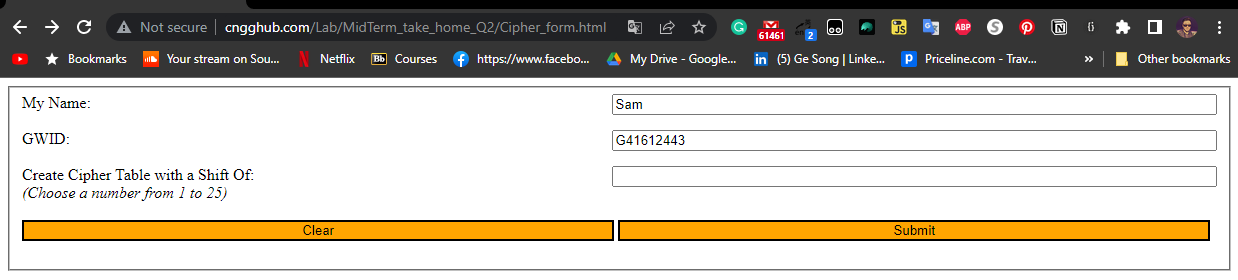 Not secure | cngghub.com/Lab/MidTerm_take_home_Q2/Cipher_form.html
61461
2
JS
ABP
S
N
{}
Bookmarks
Your stream on Sou...
N Netflix
Bb Courses
https://www.facebo...
My Drive - Google...
in (5) Ge Song | Linke...
P Priceline.com - Trav...
»
Other bookmarks
My Name: Sam
GWID: G41612443
Create Cipher Table with a Shift Of:
(Choose a number from 1 to 25)
Clear Submit